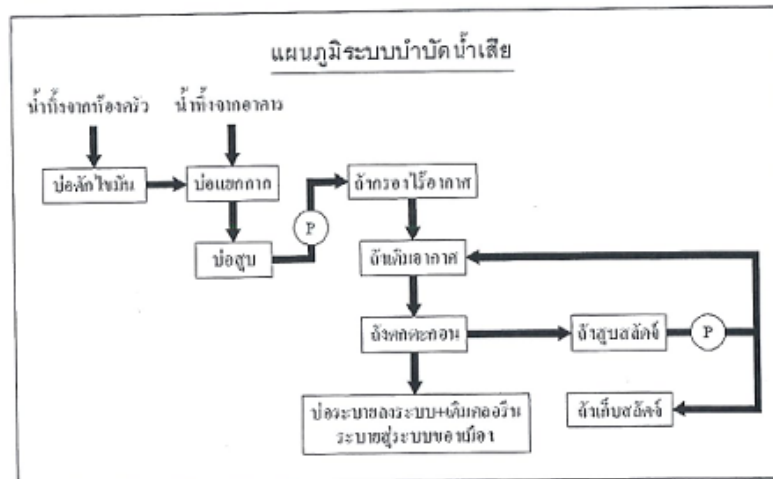 แผนภูมิระบบบำบัดน้ำเสีย
น้ำทิ้งจากห้องครัว
น้ำทิ้งจากอาคาร
บ่อดักไขมัน
บ่อแยกกาก
ถังกรองไร้อากาศ
P
บ่อสูบ
ถังเติมอากาศ
ถังตกตะกอน
ถังสูบสลัดจ์
P
บ่อระบายลงระบบ+เติมคลอรีน
ระบายสู่ระบบของเมือง
ถังเก็บสลัดจ์